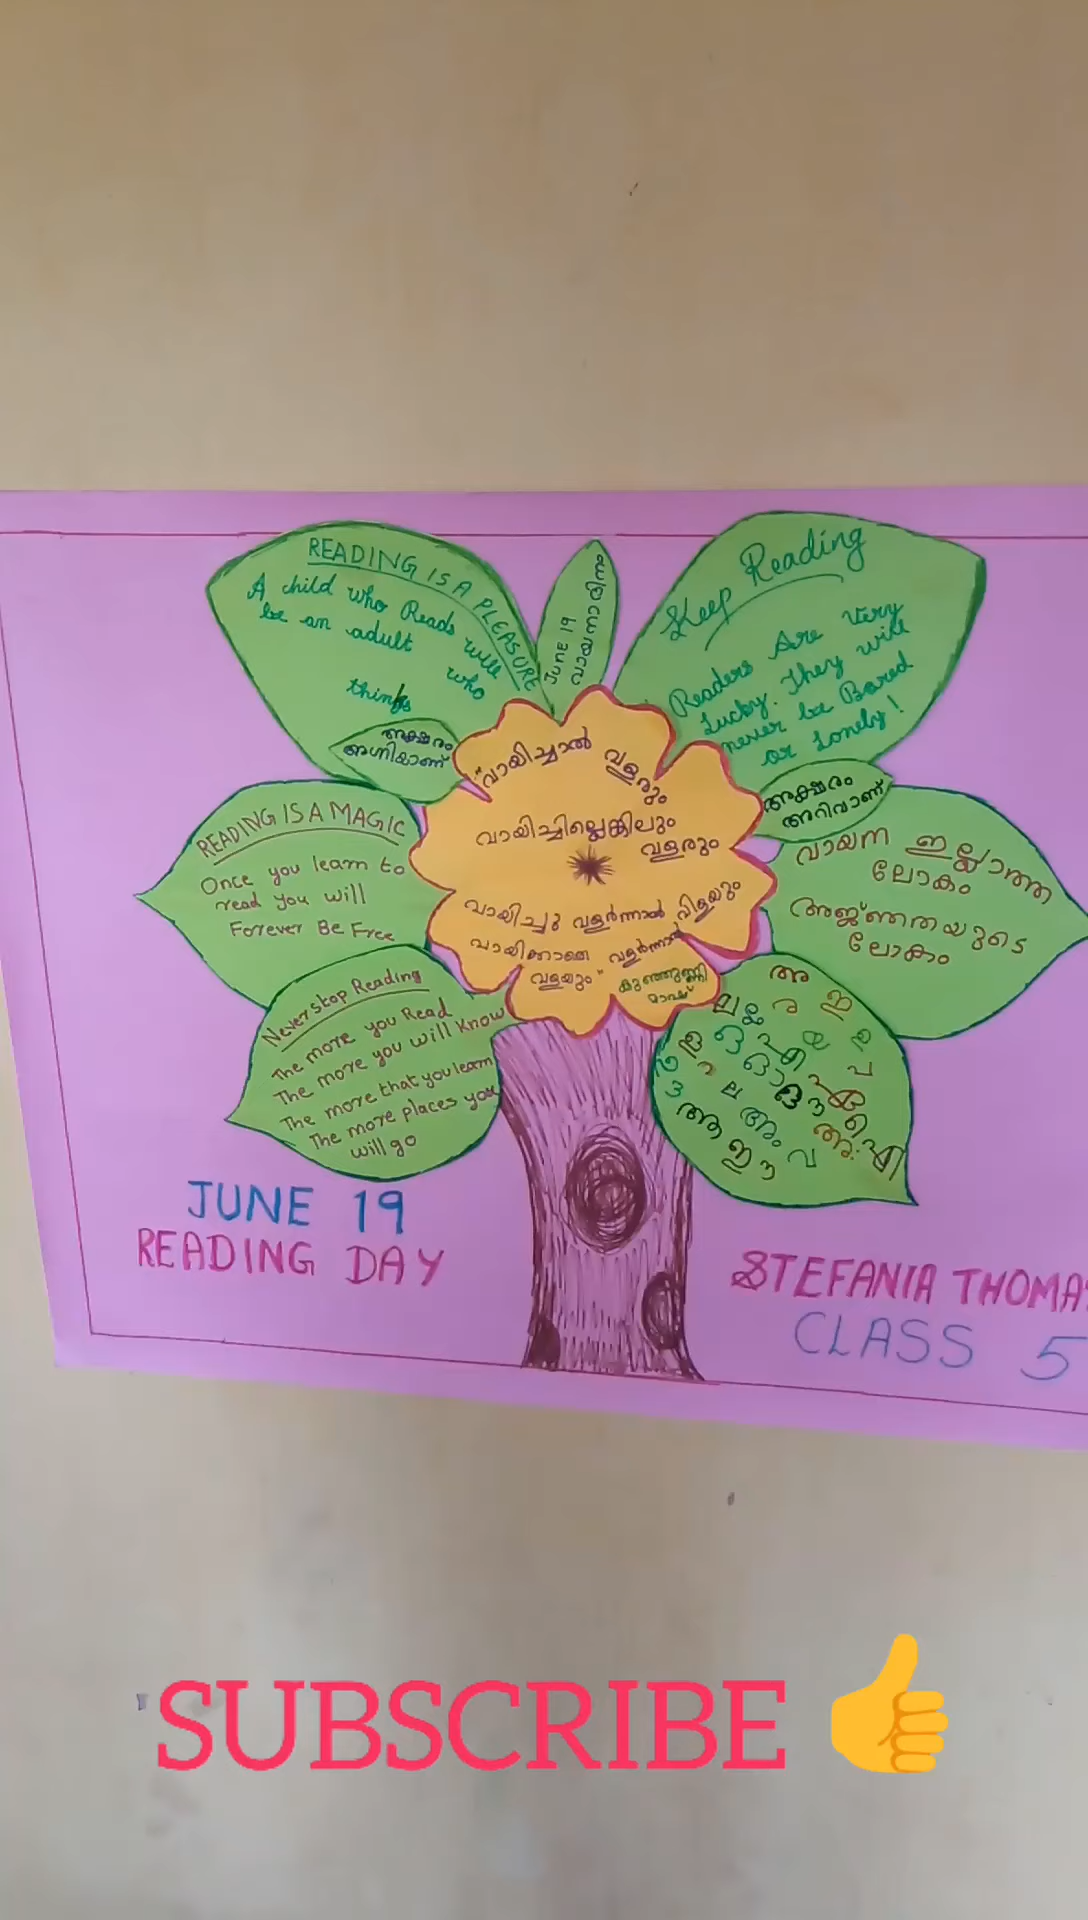 READING IS A PLEASURE
A child who Reads will
be an adult who
things
JUNE 19
വായനാ ദിനം
Keep Reading
Readers Are Very
Lucky. They will
never be Bored
or Lonely!
അക്ഷരം
അഗ്നിയാണ്
"വായിച്ചാൽ വളരും
വായിച്ചില്ലെങ്കിലും
വളരും
വായിച്ചു വളർന്നാൽ വിളയും
വായിക്കാതെ വളർന്നാൽ
വളയും"
കുഞ്ഞുണ്ണി
മാഷ്
അക്ഷരം
അറിവാണ്
READING IS A MAGIC
Once you learn to
read you will
Forever Be Free
വായന ഇല്ലാത്ത
ലോകം
അജ്ഞതയുടെ
ലോകം
Never stop Reading
The more you Read
The more you will know
The more that you learn
The more places you
will go
അ
ഇ
ആ
ഈ
അം
വ
JUNE 19
READING DAY
STEFANIA THOMAS
CLASS 5
SUBSCRIBE 👍